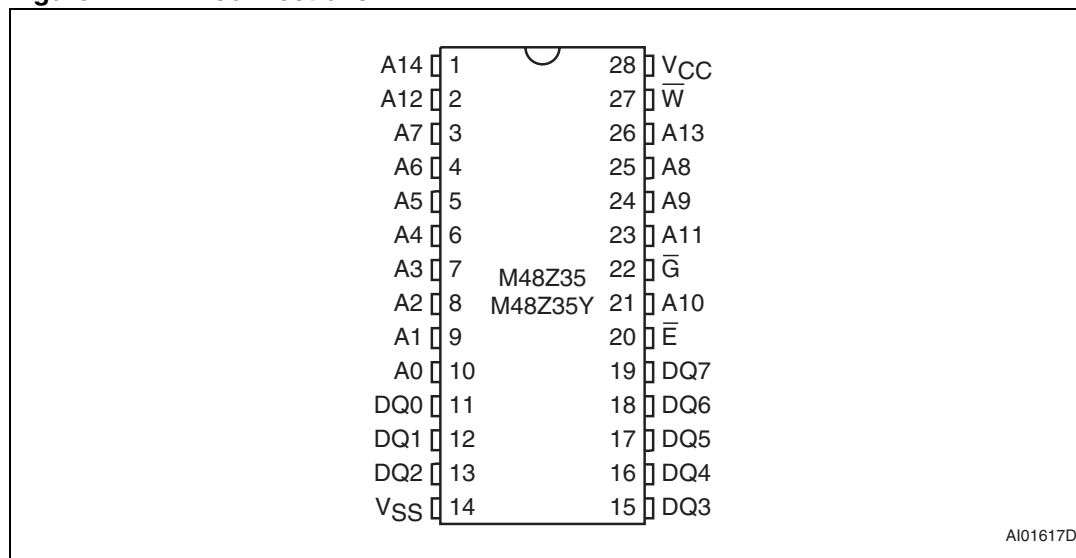 A14 1 28 VCC
A12 2 27 W̅
A7 3 26 A13
A6 4 25 A8
A5 5 24 A9
A4 6 23 A11
A3 7 22 G̅
A2 8 21 A10
A1 9 20 E̅
A0 10 19 DQ7
DQ0 11 18 DQ6
DQ1 12 17 DQ5
DQ2 13 16 DQ4
VSS 14 15 DQ3
M48Z35
M48Z35Y
AI01617D